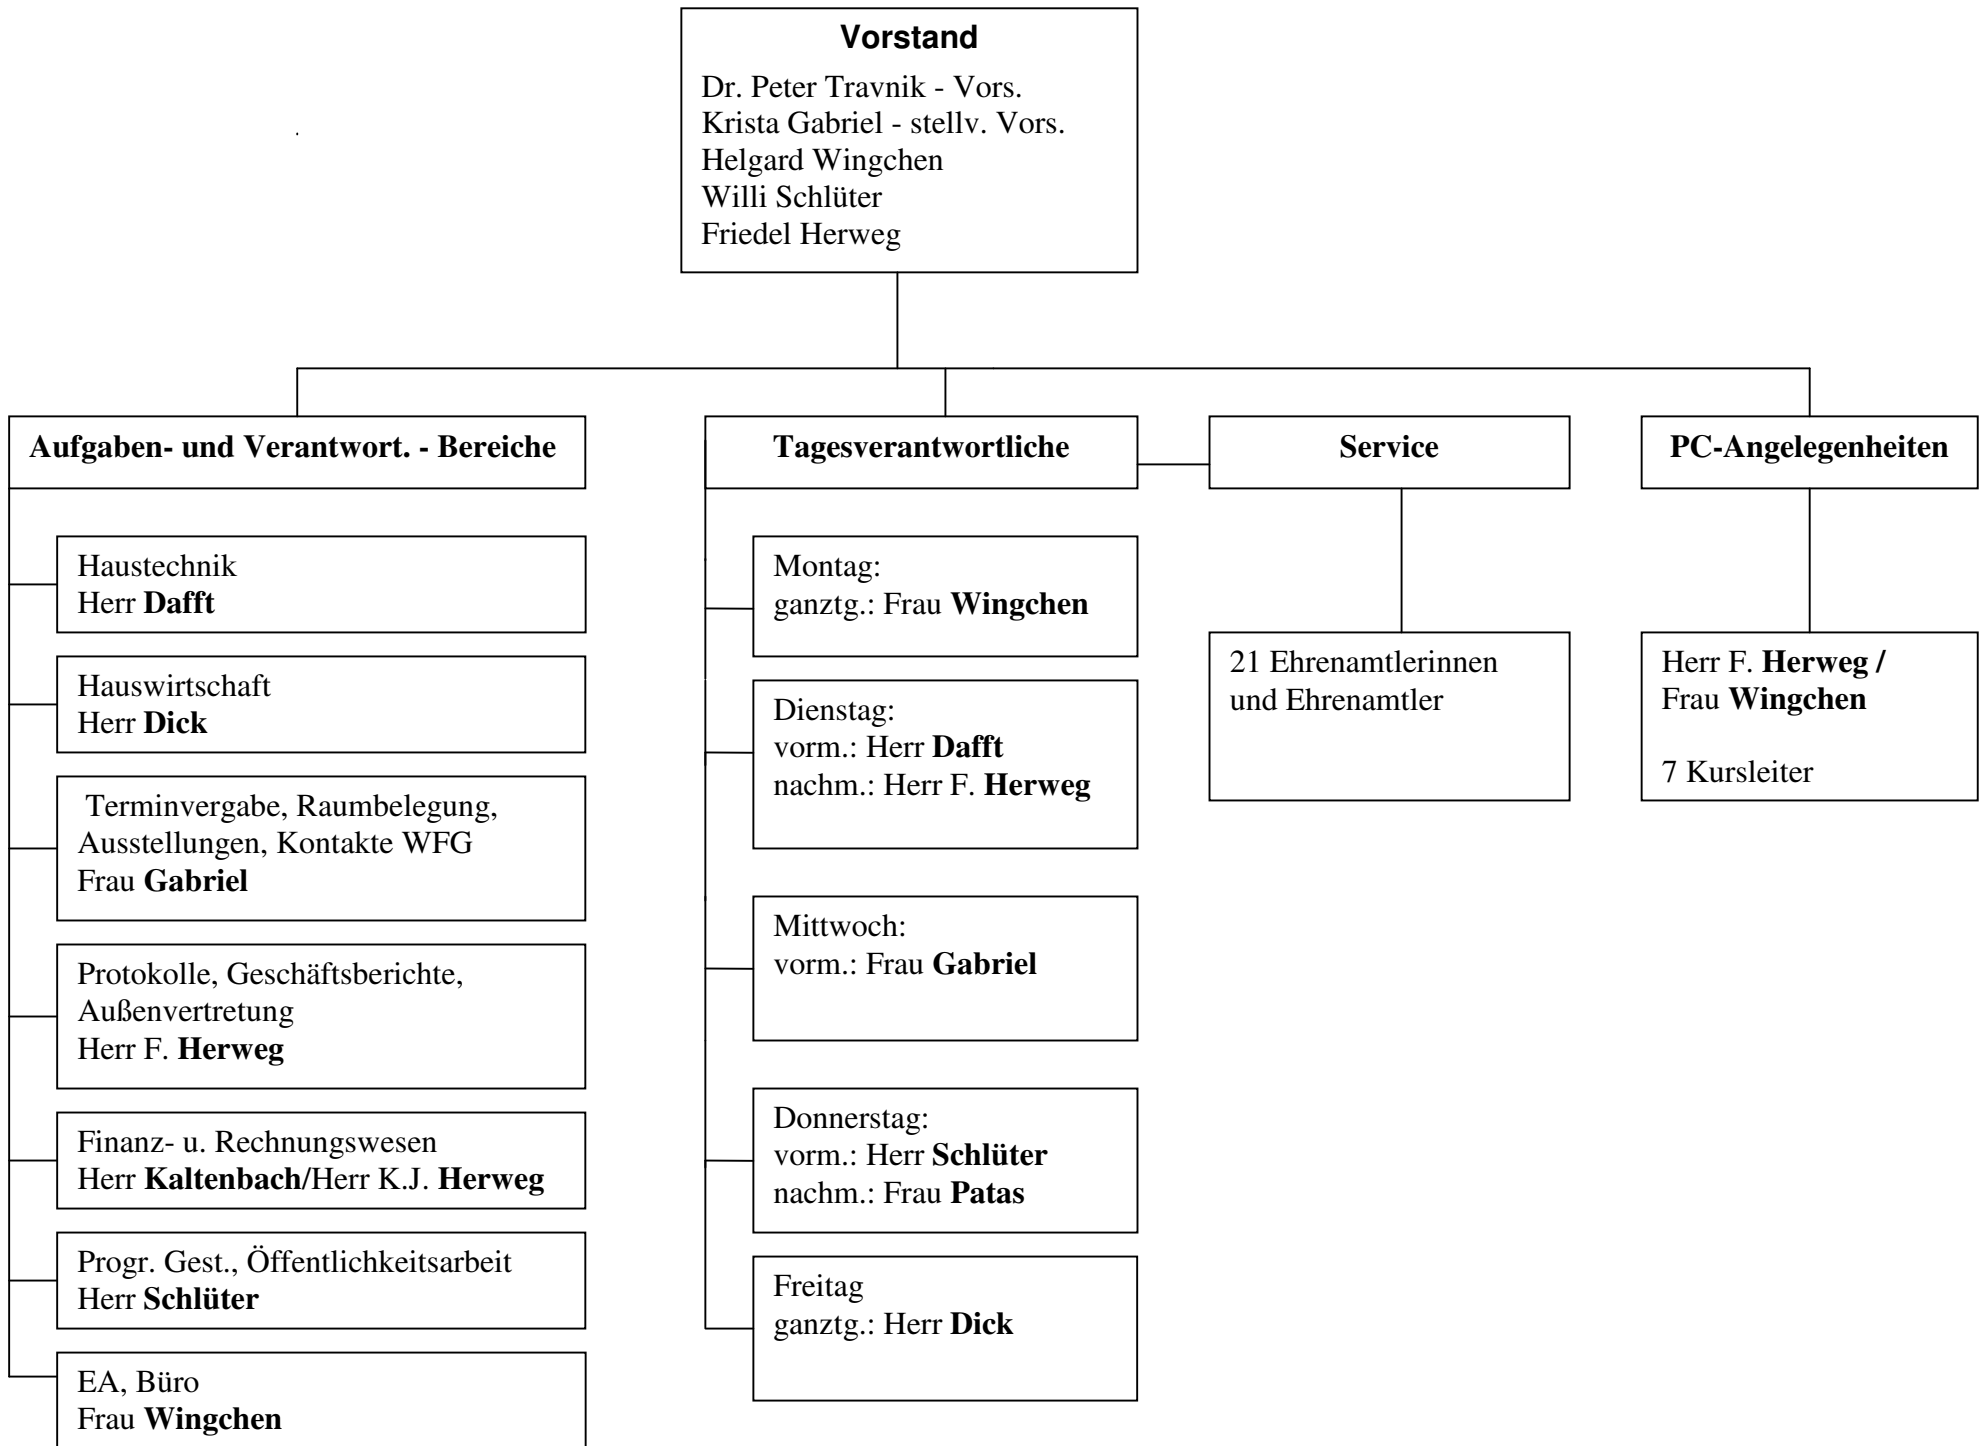 Vorstand
Dr. Peter Travnik - Vors.
Krista Gabriel - stellv. Vors.
Helgard Wingchen
Willi Schlüter
Friedel Herweg
Aufgaben- und Verantwort. - Bereiche
Haustechnik
Herr Dafft
Hauswirtschaft
Herr Dick
Terminvergabe, Raumbelegung,
Ausstellungen, Kontakte WFG
Frau Gabriel
Protokolle, Geschäftsberichte,
Außenvertretung
Herr F. Herweg
Finanz- u. Rechnungswesen
Herr Kaltenbach/Herr K.J. Herweg
Progr. Gest., Öffentlichkeitsarbeit
Herr Schlüter
EA, Büro
Frau Wingchen
Tagesverantwortliche
Montag:
ganztg.: Frau Wingchen
Dienstag:
vorm.: Herr Dafft
nachm.: Herr F. Herweg
Mittwoch:
vorm.: Frau Gabriel
Donnerstag:
vorm.: Herr Schlüter
nachm.: Frau Patas
Freitag
ganztg.: Herr Dick
Service
21 Ehrenamtlerinnen
und Ehrenamtler
PC-Angelegenheiten
Herr F. Herweg /
Frau Wingchen
7 Kursleiter